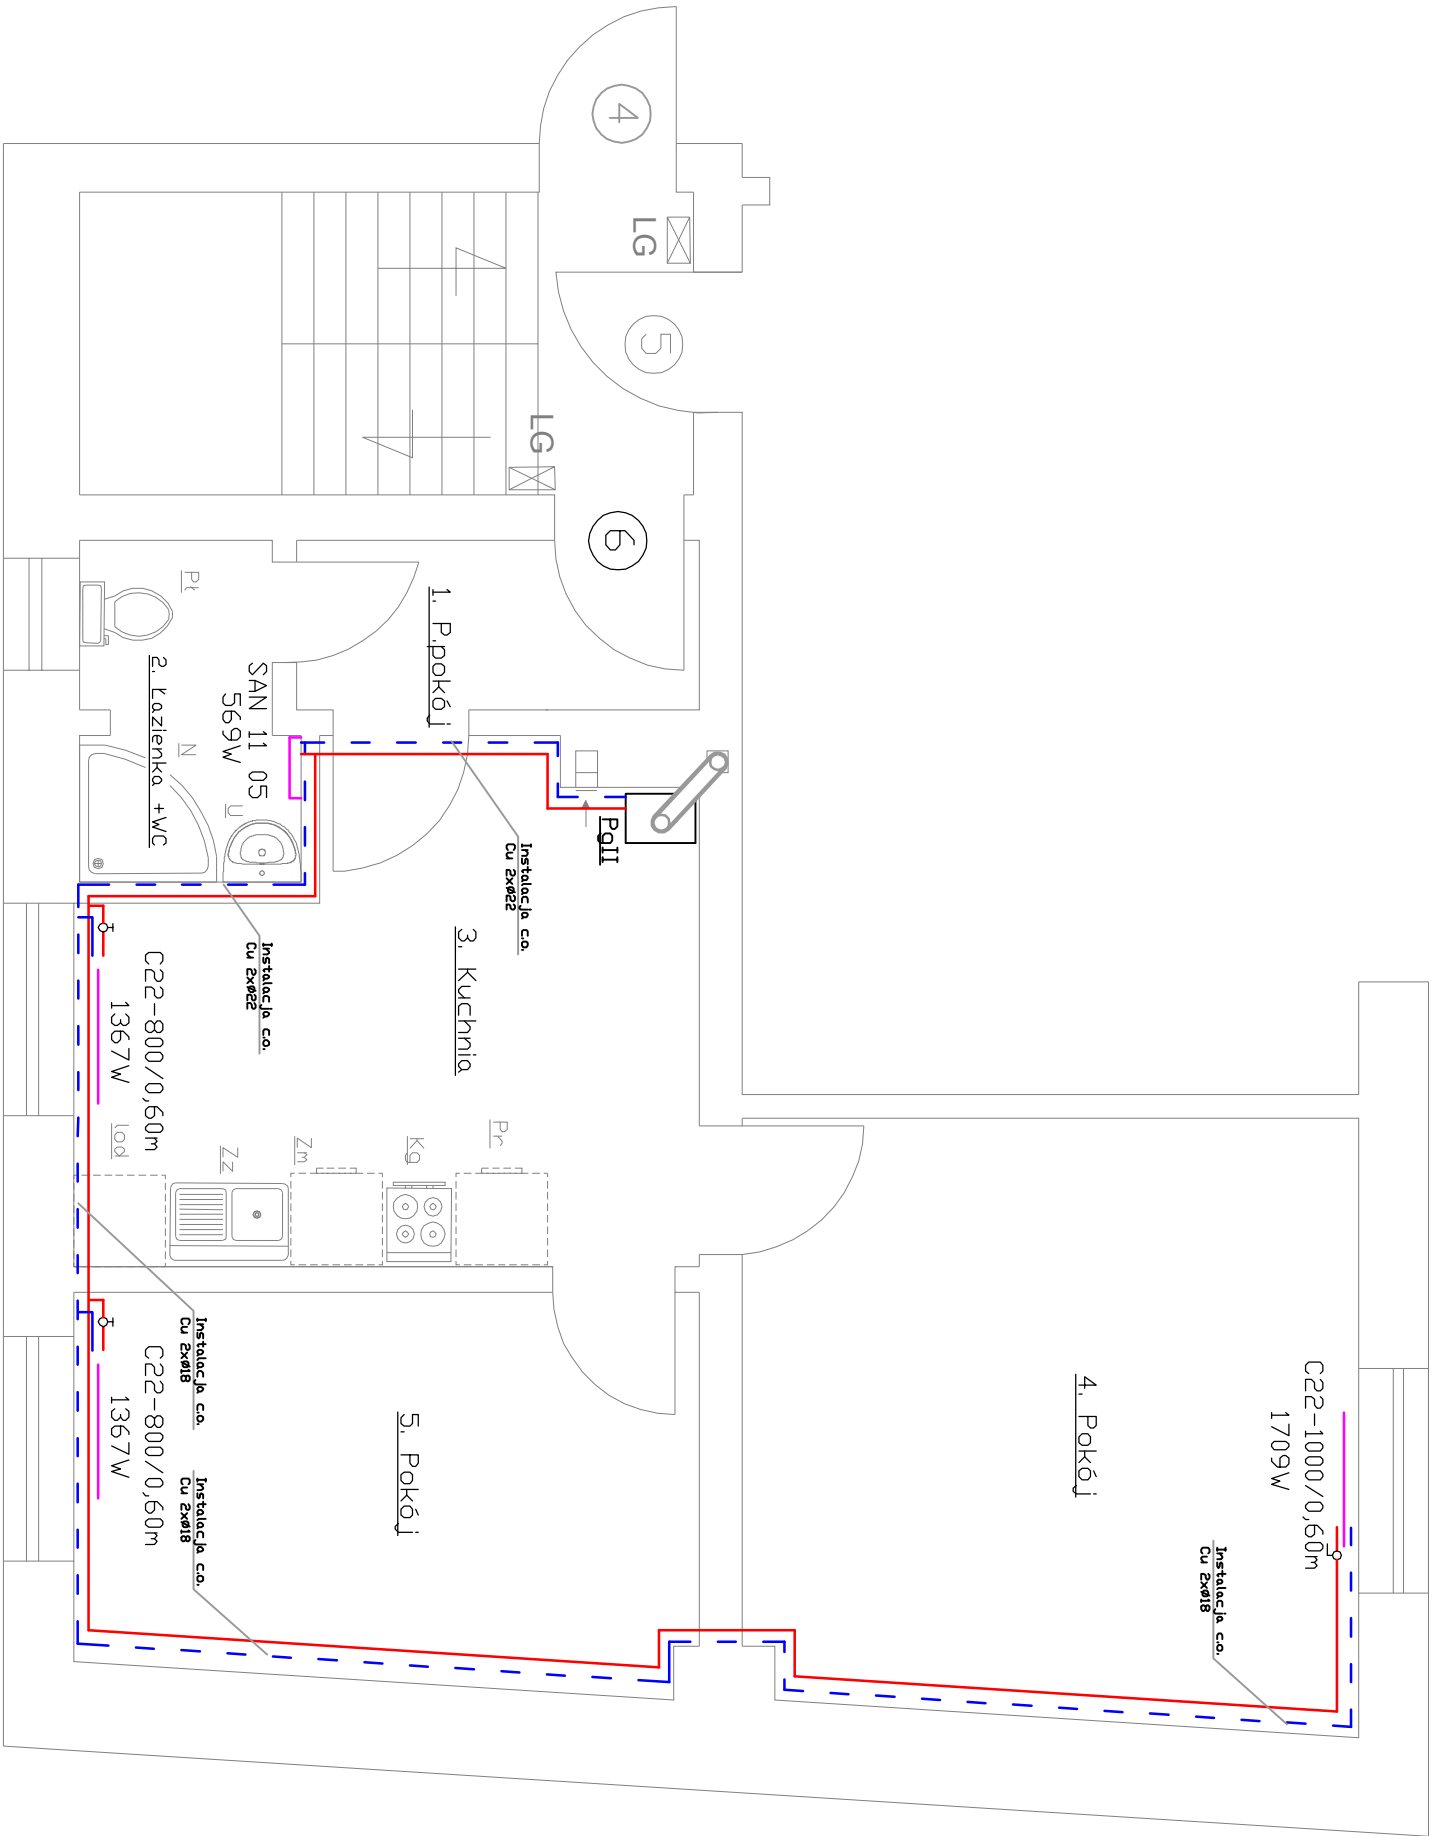 4
LG
5
LG
6
1. P.pokój
Pł
2. Łazienka +WC
SAN 11 05
569W
N
U
PgII
Instalacja c.o.
Cu 2xø22
Instalacja c.o.
Cu 2xø22
3. Kuchnia
C22-800/0,60m
1367W
lod
Zz
Zm
Kg
Pr
Instalacja c.o.
Cu 2xø18
C22-800/0,60m
1367W
5. Pokój
Instalacja c.o.
Cu 2xø18
4. Pokój
C22-1000/0,60m
1709W
Instalacja c.o.
Cu 2xø18